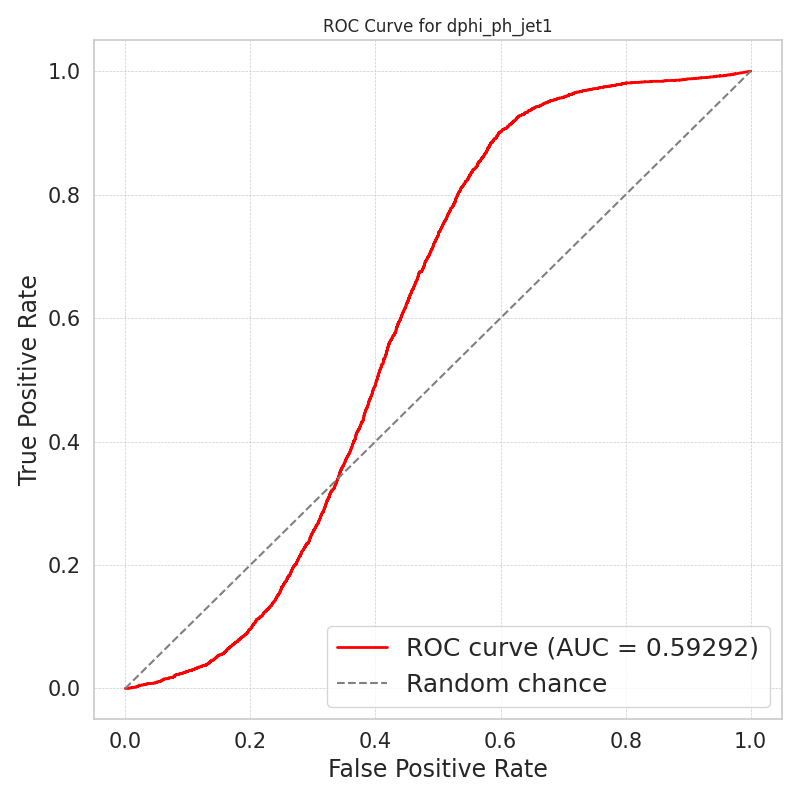 ROC Curve for dphi_ph_jet1
True Positive Rate
1.0
0.8
0.6
0.4
0.2
0.0
ROC curve (AUC = 0.59292)
Random chance
0.0 0.2 0.4 0.6 0.8 1.0
False Positive Rate